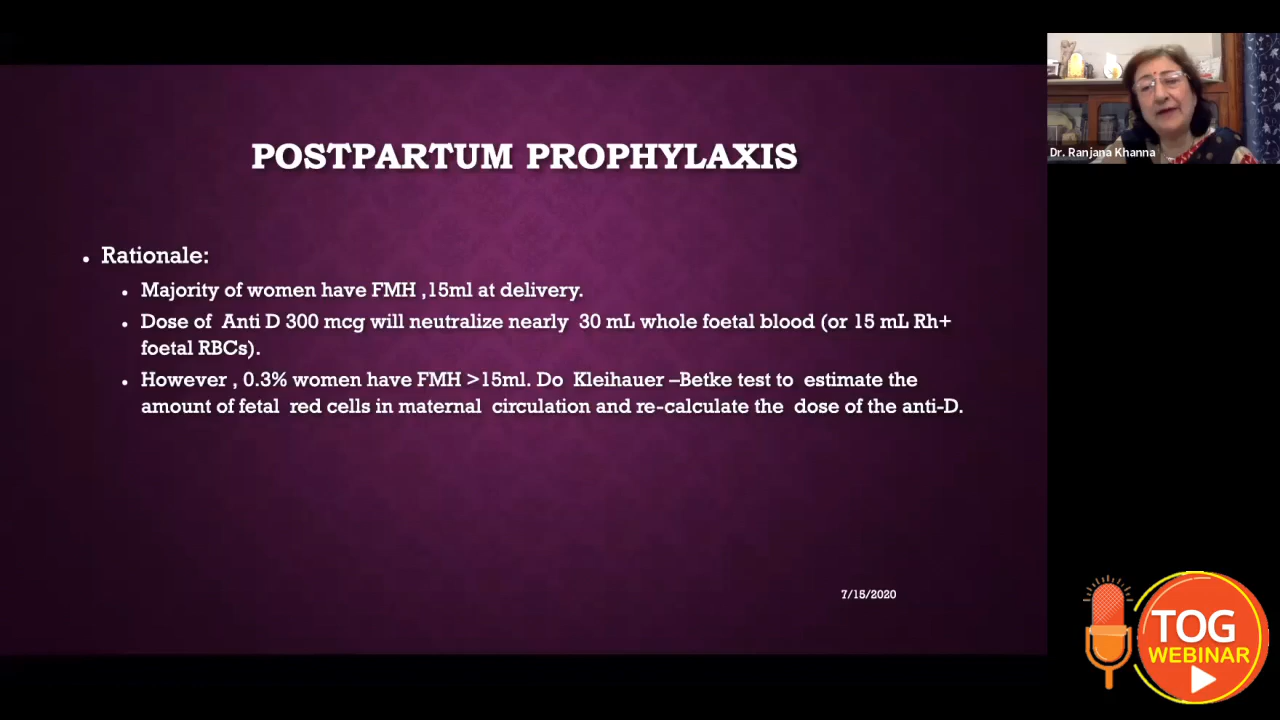 POSTPARTUM PROPHYLAXIS
Rationale:
Majority of women have FMH ,15ml at delivery.
Dose of Anti D 300 mcg will neutralize nearly 30 mL whole foetal blood (or 15 mL Rh+
foetal RBCs).
However , 0.3% women have FMH >15ml. Do Kleihauer –Betke test to estimate the
amount of fetal red cells in maternal circulation and re-calculate the dose of the anti-D.
7/15/2020
Dr. Ranjana Khanna
TOG
WEBINAR